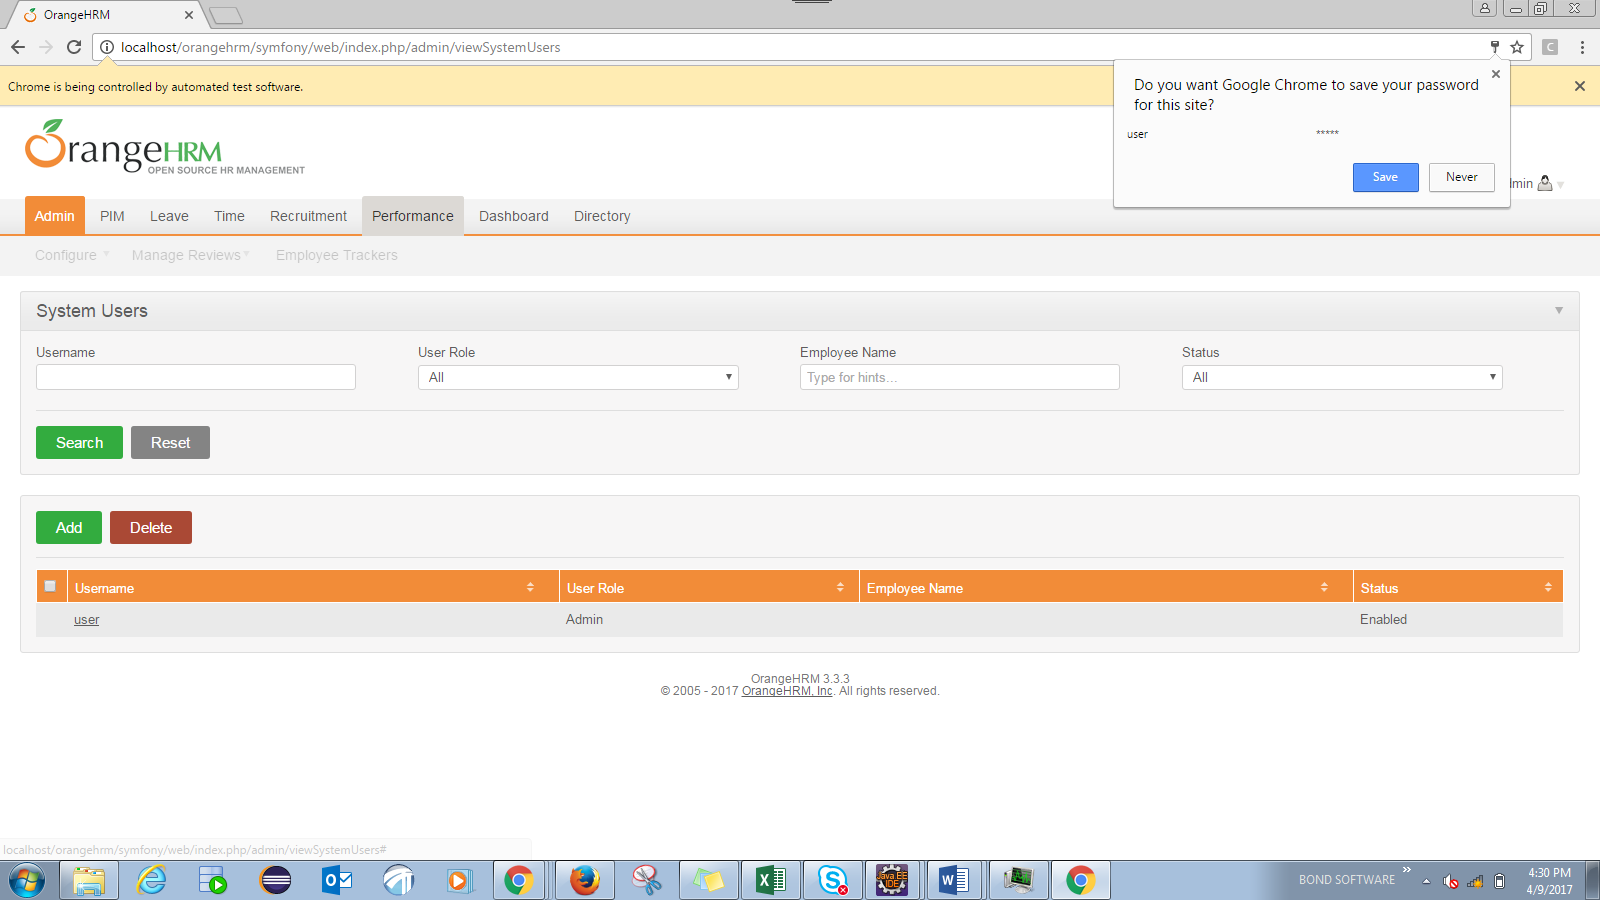 OrangeHRM
localhost/orangehrm/symfony/web/index.php/admin/viewSystemUsers
C
Chrome is being controlled by automated test software.
Do you want Google Chrome to save your password
for this site?
user *****
Save Never
OrangeHRM
OPEN SOURCE HR MANAGEMENT
min
Admin PIM Leave Time Recruitment Performance Dashboard Directory
Configure Manage Reviews Employee Trackers
System Users
Username User Role Employee Name Status
All Type for hints... All
Search Reset
Add Delete
Username User Role Employee Name Status
user Admin Enabled
OrangeHRM 3.3.3
© 2005 - 2017 OrangeHRM, Inc. All rights reserved.
localhost/orangehrm/symfony/web/index.php/admin/viewSystemUsers#
Java EE
IDE
BOND SOFTWARE
4:30 PM
4/9/2017